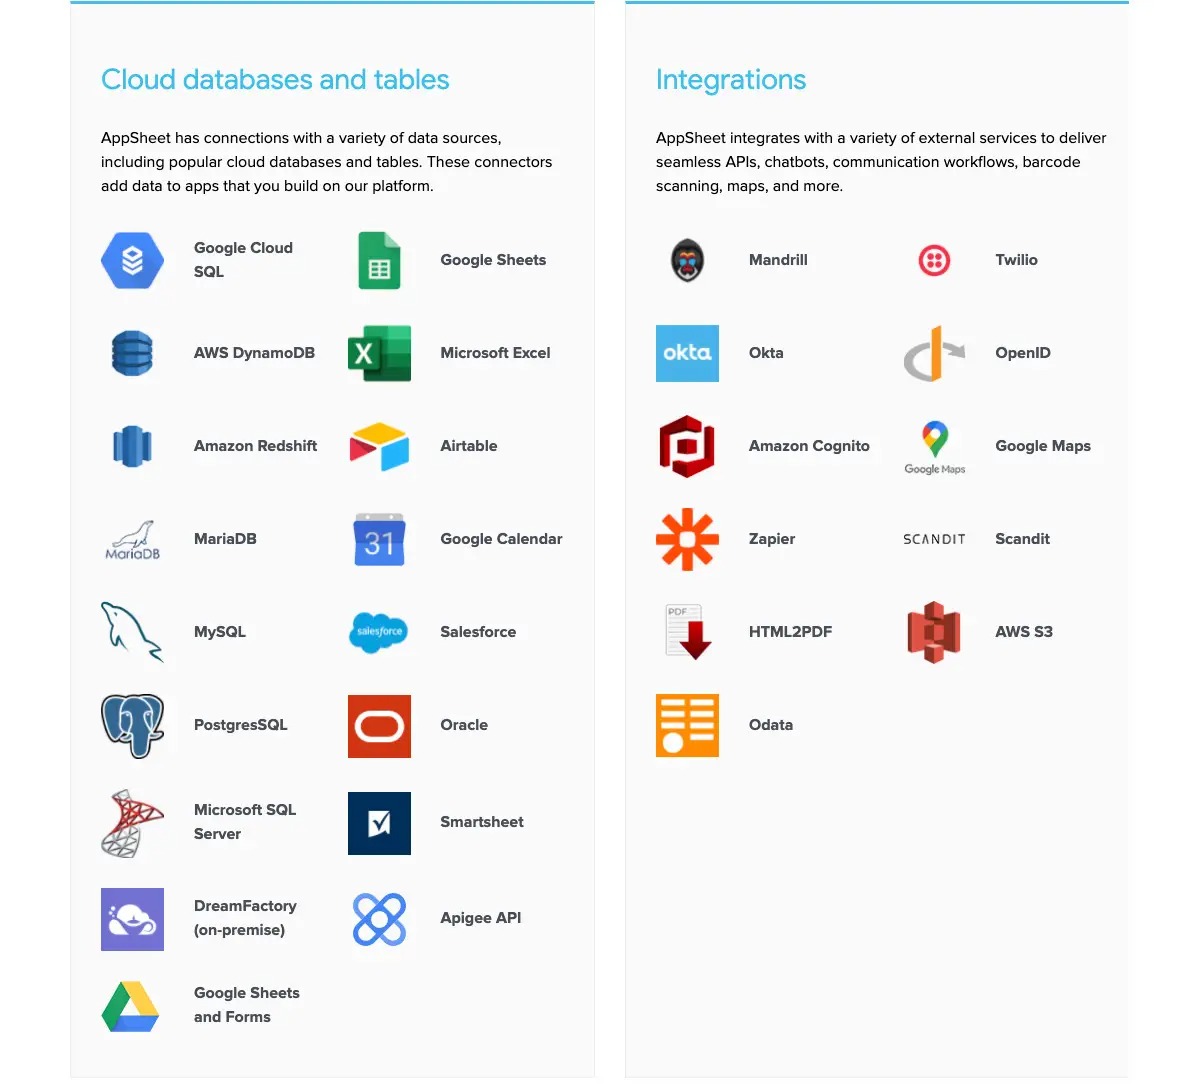 Cloud databases and tables
AppSheet has connections with a variety of data sources,
including popular cloud databases and tables. These connectors
add data to apps that you build on our platform.
Google Cloud
SQL
Google Sheets
AWS DynamoDB
X
Microsoft Excel
Amazon Redshift
Airtable
MariaDB
MariaDB
31
Google Calendar
MySQL
salesforce
Salesforce
PostgresSQL
Oracle
Microsoft SQL
Server
Smartsheet
DreamFactory
(on-premise)
Apigee API
Google Sheets
and Forms
Integrations
AppSheet integrates with a variety of external services to deliver
seamless APIs, chatbots, communication workflows, barcode
scanning, maps, and more.
Mandrill
Twilio
okta
Okta
OpenID
Amazon Cognito
Google Maps
Google Maps
Zapier
SCANDIT
Scandit
PDF
HTML2PDF
AWS S3
Odata